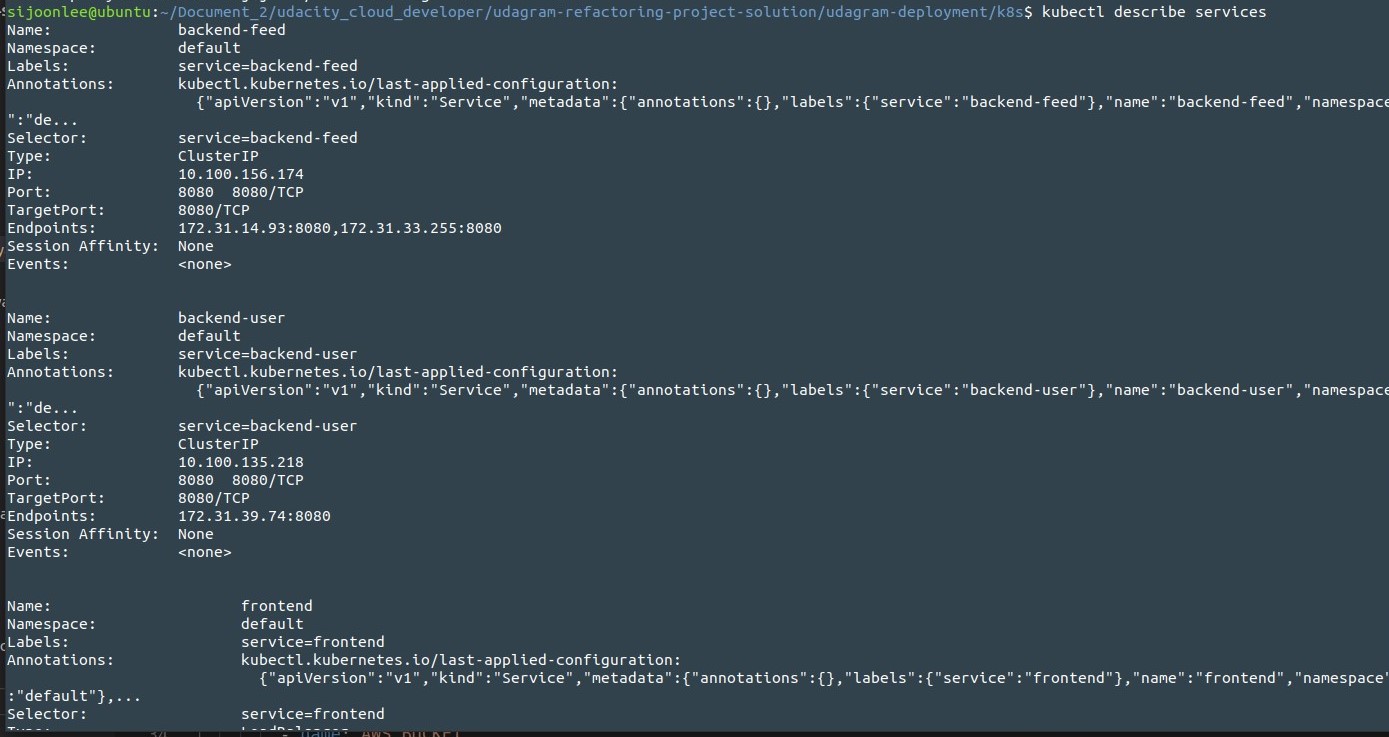 sijoonlee@ubuntu:~/Document_2/udacity_cloud_developer/udagram-refactoring-project-solution/udagram-deployment/k8s$ kubectl describe services
Name:              backend-feed
Namespace:         default
Labels:            service=backend-feed
Annotations:       kubectl.kubernetes.io/last-applied-configuration:
                     {"apiVersion":"v1","kind":"Service","metadata":{"annotations":{},"labels":{"service":"backend-feed"},"name":"backend-feed","namespace
":"de...
Selector:          service=backend-feed
Type:              ClusterIP
IP:                10.100.156.174
Port:              8080  8080/TCP
TargetPort:        8080/TCP
Endpoints:         172.31.14.93:8080,172.31.33.255:8080
Session Affinity:  None
Events:            <none>
Name:              backend-user
Namespace:         default
Labels:            service=backend-user
Annotations:       kubectl.kubernetes.io/last-applied-configuration:
                     {"apiVersion":"v1","kind":"Service","metadata":{"annotations":{},"labels":{"service":"backend-user"},"name":"backend-user","namespace
":"de...
Selector:          service=backend-user
Type:              ClusterIP
IP:                10.100.135.218
Port:              8080  8080/TCP
TargetPort:        8080/TCP
Endpoints:         172.31.39.74:8080
Session Affinity:  None
Events:            <none>
Name:                     frontend
Namespace:                default
Labels:                   service=frontend
Annotations:              kubectl.kubernetes.io/last-applied-configuration:
                            {"apiVersion":"v1","kind":"Service","metadata":{"annotations":{},"labels":{"service":"frontend"},"name":"frontend","namespace"
:"default"},...
Selector:                 service=frontend
Type:                     LoadBalancer
- name: AWS_BUCKET